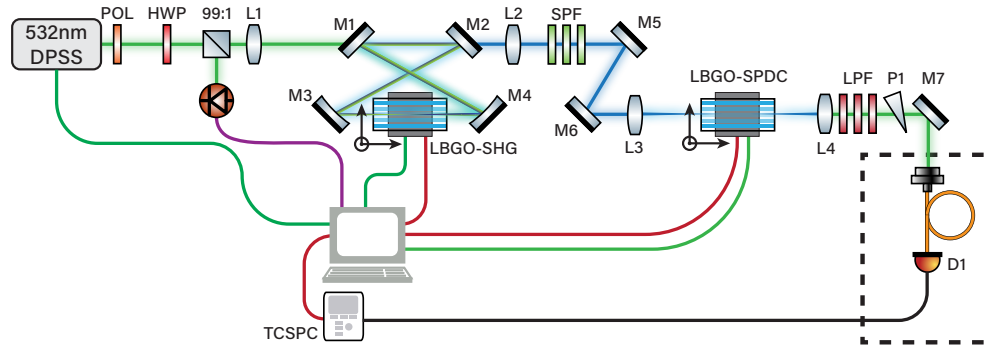 532nm
DPSS
POL
HWP
99:1
L1
M1
M2
L2
SPF
M5
M3
M4
LBGO-SHG
M6
L3
LBGO-SPDC
L4
LPF
P1
M7
D1
TCSPC